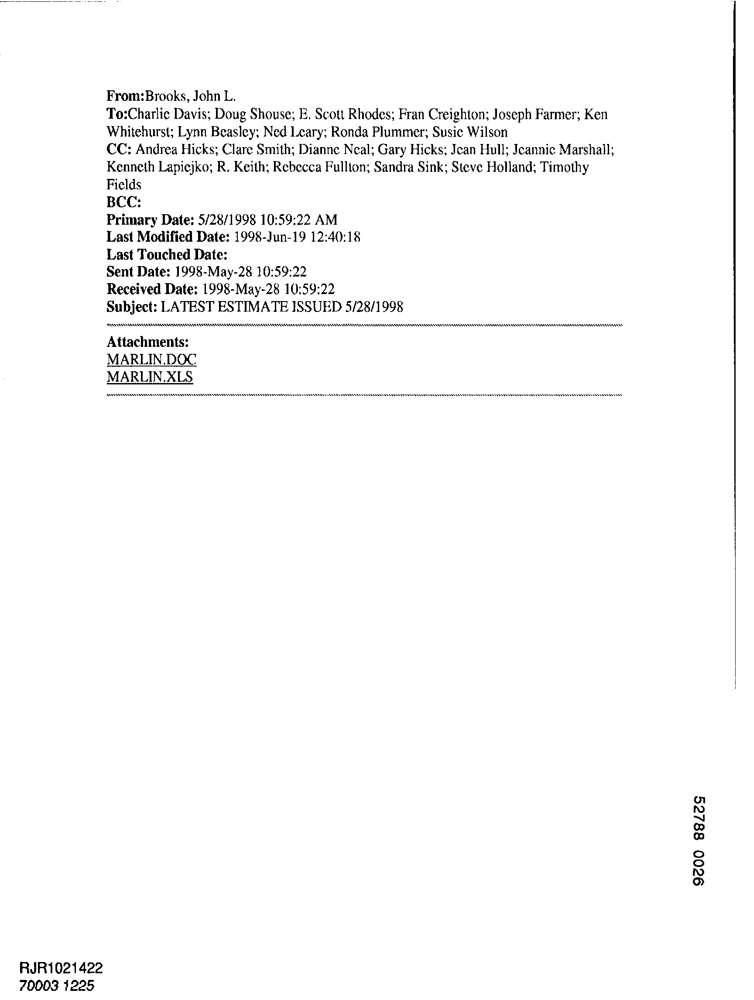 From:Brooks, John L.
To:Charlie Davis; Doug Shouse; E. Scott Rhodes; Fran Creighton; Joseph Farmer; Ken
Whitehurst; Lynn Beasley; Ned Leary; Ronda Plummer; Susie Wilson
CC: Andrea Hicks; Clare Smith; Dianne Neal; Gary Hicks; Jean Hull; Jeannie Marshall;
Kenneth Lapiejko; R. Keith; Rebecca Fullton; Sandra Sink; Steve Holland; Timothy
Fields
BCC:
Primary Date: 5/28/1998 10:59:22 AM
Last Modified Date: 1998-Jun-19 12:40:18
Last Touched Date:
Sent Date: 1998-May-28 10:59:22
Received Date: 1998-May-28 10:59:22
Subject: LATEST ESTIMATE ISSUED 5/28/1998
Attachments:
MARLIN.DOC
MARLIN.XLS
52788 0026
RJR1021422
70003 1225